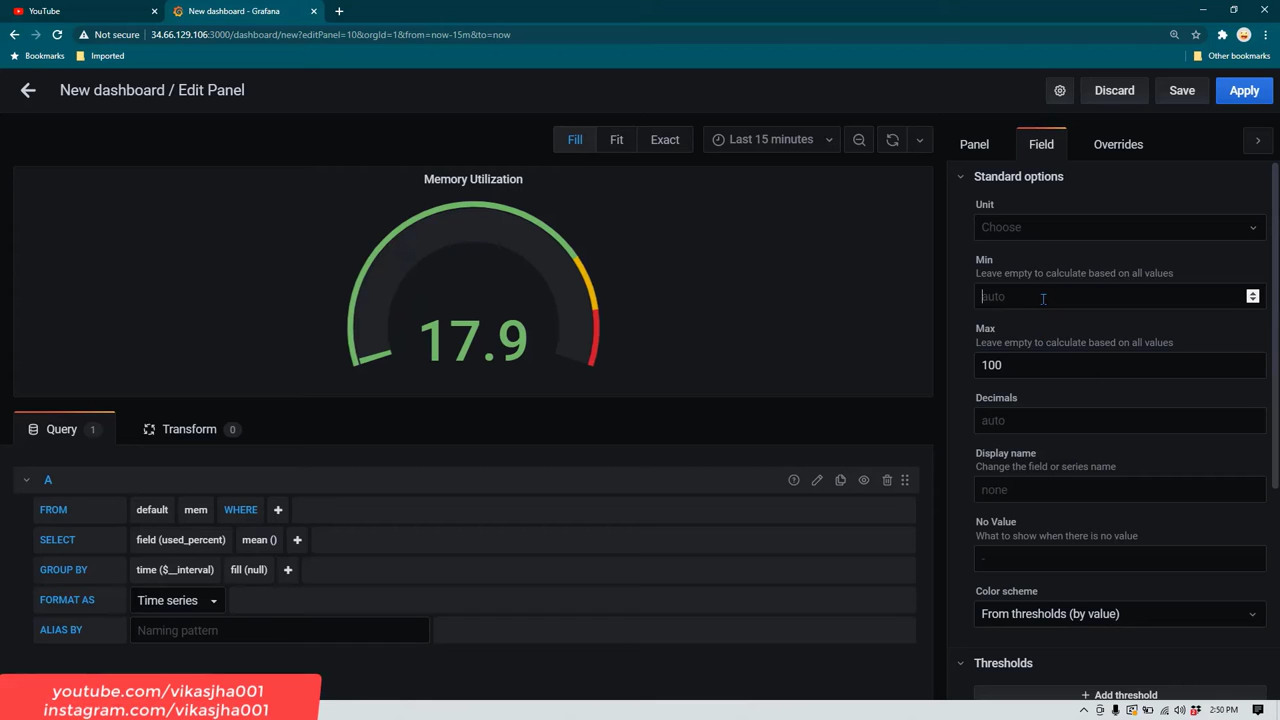 YouTube
New dashboard - Grafana
Not secure
34.66.129.106:3000/dashboard/new?editPanel=10&orgId=1&from=now-15m&to=now
Bookmarks
Imported
Other bookmarks
New dashboard / Edit Panel
Discard
Save
Apply
Fill
Fit
Exact
Last 15 minutes
Panel
Field
Overrides
Memory Utilization
17.9
Standard options
Unit
Choose
Min
Leave empty to calculate based on all values
auto
Max
Leave empty to calculate based on all values
100
Decimals
auto
Display name
Change the field or series name
none
No Value
What to show when there is no value
-
Color scheme
From thresholds (by value)
Thresholds
+ Add threshold
Query 1
Transform 0
A
FROM default mem WHERE +
SELECT field (used_percent) mean () +
GROUP BY time ($__interval) fill (null) +
FORMAT AS Time series
ALIAS BY Naming pattern
youtube.com/vikasjha001
instagram.com/vikasjha001
2:50 PM